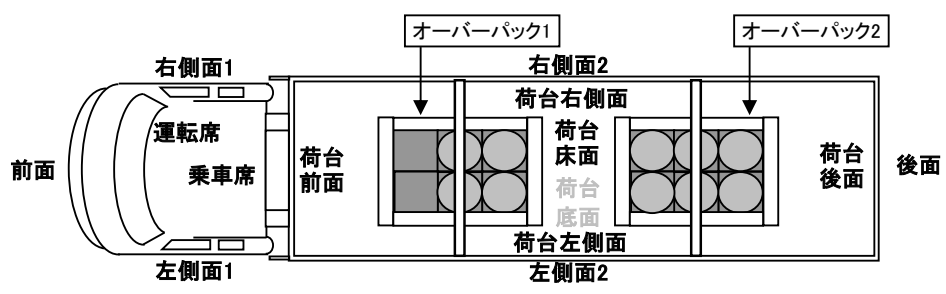 オーバーパック1
オーバーパック2
右側面1
右側面2
荷台右側面
運転席
乗車席
前面
荷台
前面
荷台
床面
荷台
底面
荷台
後面
後面
荷台左側面
左側面1
左側面2